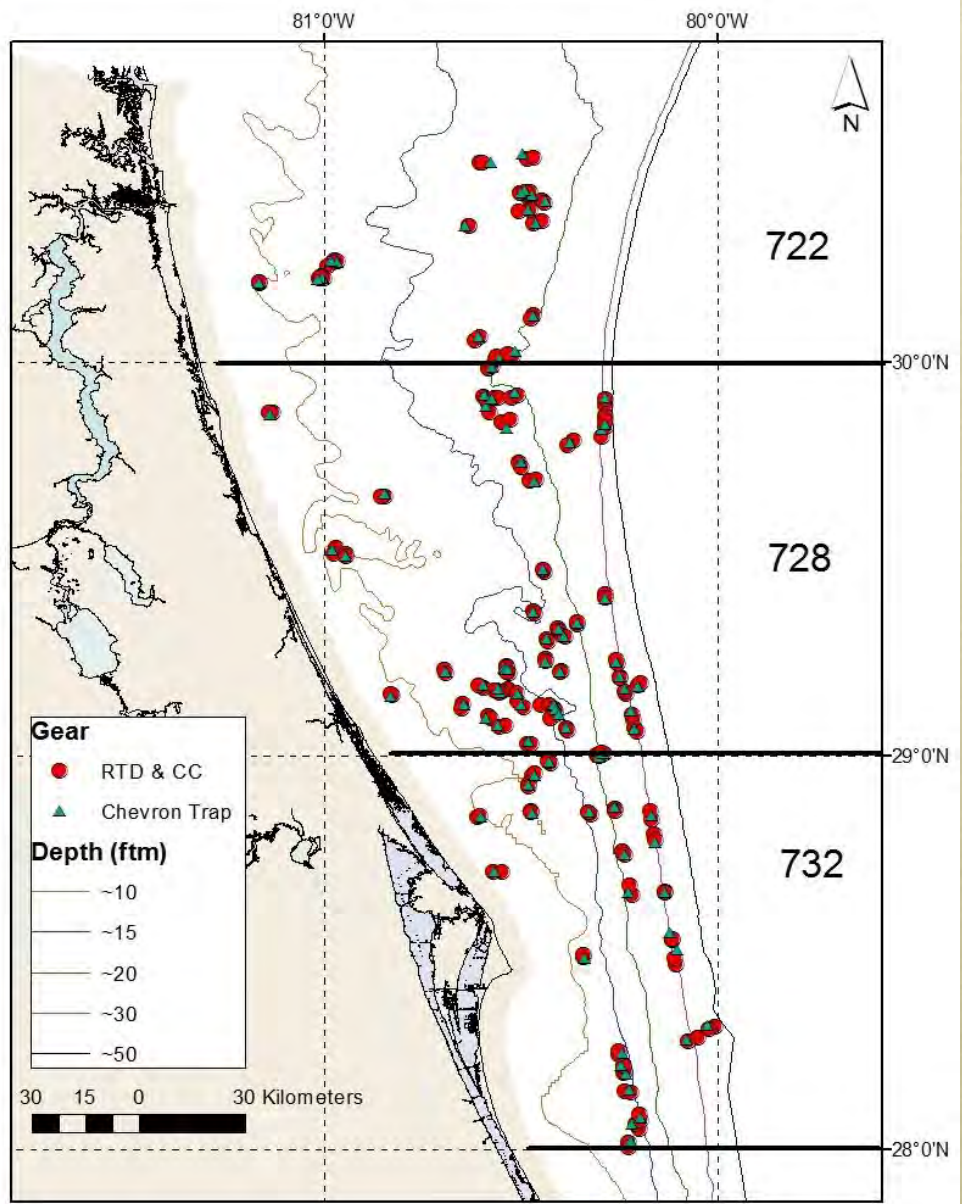 81°0'W 80°0'W
N
722
30°0'N
728
29°0'N
732
28°0'N
Gear
RTD & CC
Chevron Trap
Depth (ftm)
~10
~15
~20
~30
~50
30 15 0 30 Kilometers